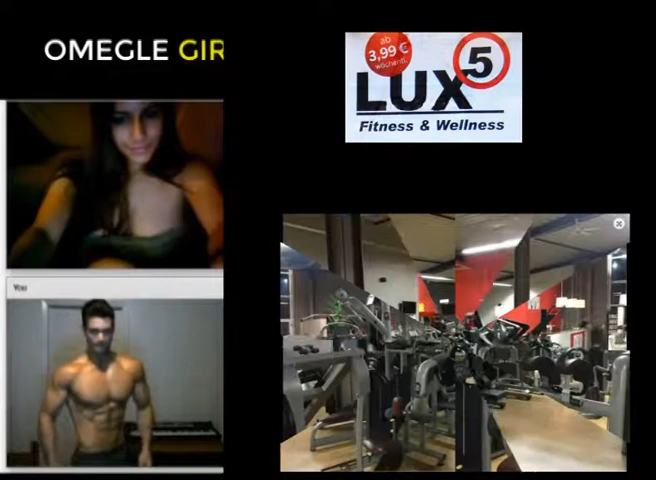 OMEGLE GIR
ab
3,99 €
wöchentl.
5
LUX
Fitness & Wellness
You